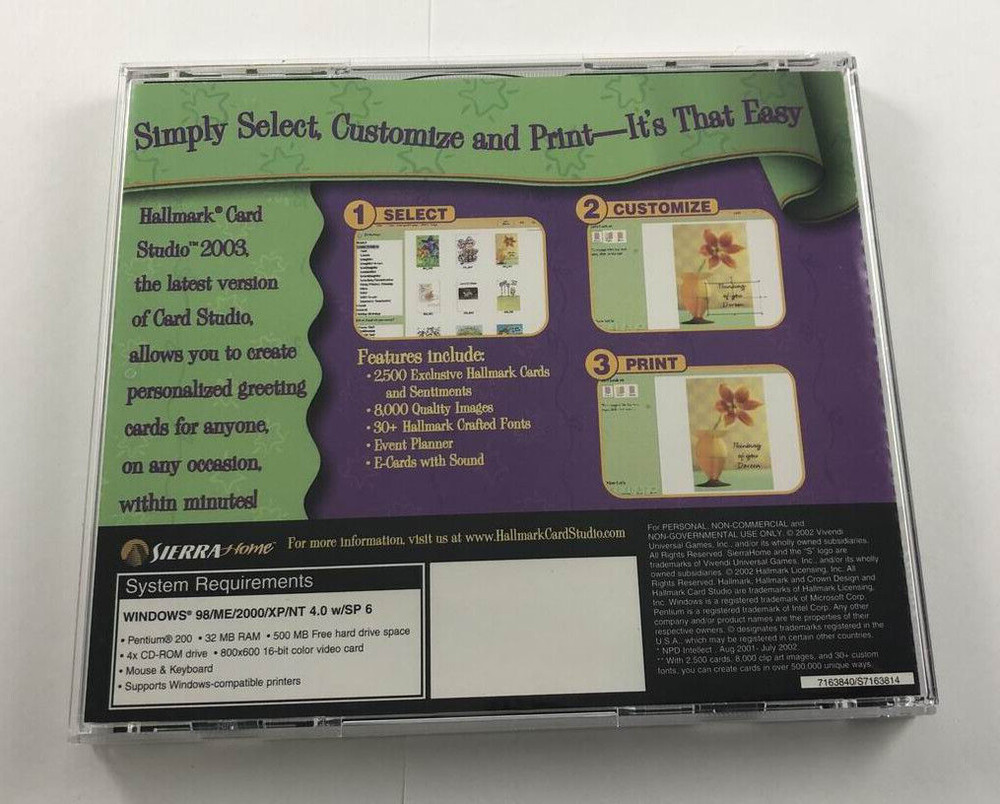 Simply Select, Customize and Print—It's That Easy
Hallmark® Card
Studio™ 2003,
the latest version
of Card Studio,
allows you to create
personalized greeting
cards for anyone,
on any occasion,
within minutes!
1 SELECT
Features include:
• 2,500 Exclusive Hallmark Cards
and Sentiments
• 8,000 Quality Images
• 30+ Hallmark Crafted Fonts
• Event Planner
• E-Cards with Sound
2 CUSTOMIZE
Thinking
of you
Doreen
3 PRINT
Thinking
of you
Doreen
SIERRA Home™
For more information, visit us at www.HallmarkCardStudio.com
System Requirements
WINDOWS® 98/ME/2000/XP/NT 4.0 w/SP 6
• Pentium® 200 • 32 MB RAM • 500 MB Free hard drive space
• 4x CD-ROM drive • 800x600 16-bit color video card
• Mouse & Keyboard
• Supports Windows-compatible printers
For PERSONAL, NON-COMMERCIAL and
NON-GOVERNMENTAL USE ONLY. © 2002 Vivendi
Universal Games, Inc., and/or its wholly owned subsidiaries.
All Rights Reserved. SierraHome and the "S" logo are
trademarks of Vivendi Universal Games, Inc., and/or its wholly
owned subsidiaries. © 2002 Hallmark Licensing, Inc. All
Rights Reserved. Hallmark, Hallmark and Crown Design and
Hallmark Card Studio are trademarks of Hallmark Licensing,
Inc. Windows is a registered trademark of Microsoft Corp.
Pentium is a registered trademark of Intel Corp. Any other
company and/or product names are the properties of their
respective owners. ® designates trademarks registered in the
U.S.A., which may be registered in certain other countries.
* NPD Intellect , Aug 2001- July 2002.
** With 2,500 cards, 8,000 clip art images, and 30+ custom
fonts, you can create cards in over 500,000 unique ways.
7163840/S7163814